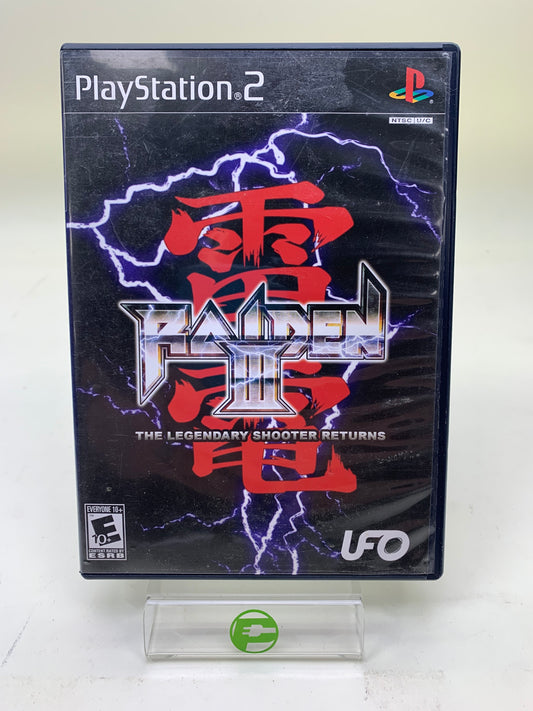 PlayStation®2
NTSC U/C
雷電
RAIDEN
III
THE LEGENDARY SHOOTER RETURNS
EVERYONE 10+
E
10+
CONTENT RATED BY
ESRB
UFO